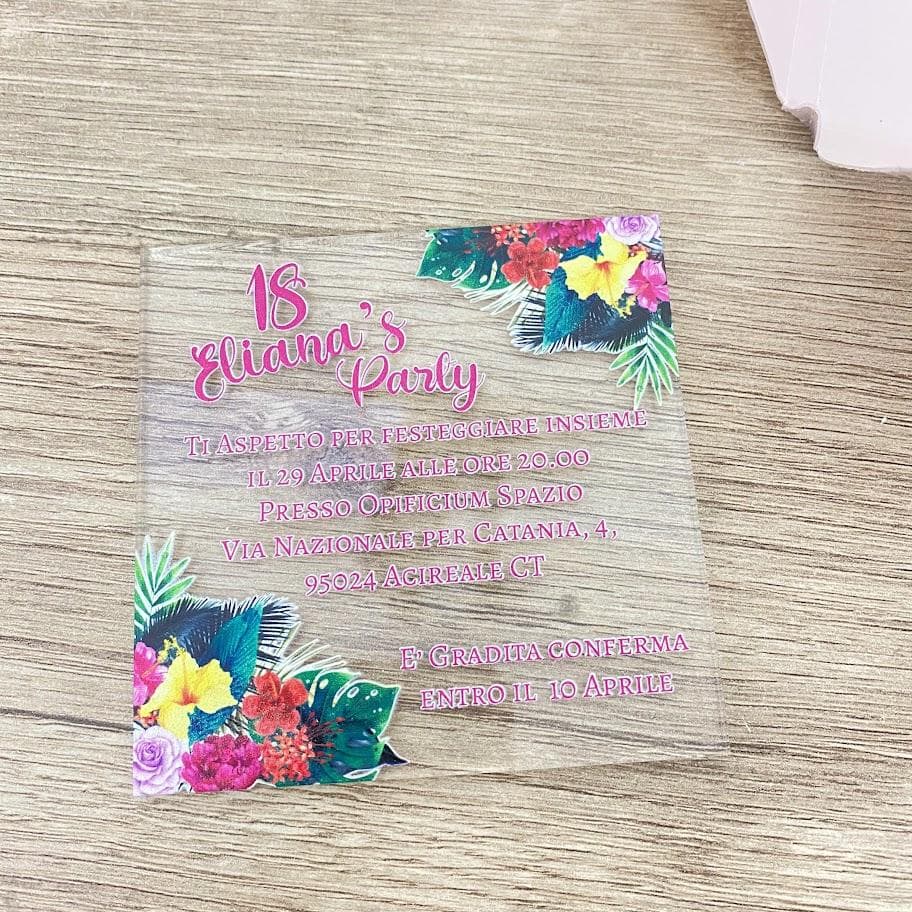 18
Eliana's
Party
Ti Aspetto per festeggiare insieme
il 29 Aprile alle ore 20.00
Presso Opificium Spazio
Via Nazionale per Catania, 4,
95024 Acireale CT
E' Gradita conferma
entro il 10 Aprile